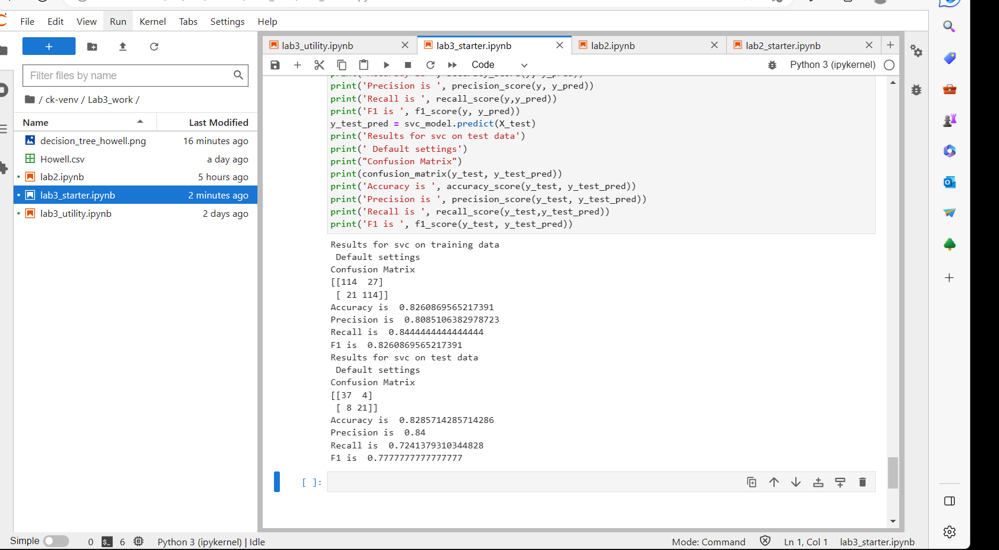 File Edit View Run Kernel Tabs Settings Help
lab3_utility.ipynb lab3_starter.ipynb lab2.ipynb lab2_starter.ipynb
Code Python 3 (ipykernel)
Filter files by name
/ ck-venv / Lab3_work /
Name Last Modified
decision_tree_howell.png 16 minutes ago
Howell.csv a day ago
lab2.ipynb 5 hours ago
lab3_starter.ipynb 2 minutes ago
lab3_utility.ipynb 2 days ago
print('Accuracy is ', accuracy_score(y, y_pred))
print('Precision is ', precision_score(y, y_pred))
print('Recall is ', recall_score(y,y_pred))
print('F1 is ', f1_score(y, y_pred))
y_test_pred = svc_model.predict(X_test)
print('Results for svc on test data')
print(' Default settings')
print("Confusion Matrix")
print(confusion_matrix(y_test, y_test_pred))
print('Accuracy is ', accuracy_score(y_test, y_test_pred))
print('Precision is ', precision_score(y_test, y_test_pred))
print('Recall is ', recall_score(y_test,y_test_pred))
print('F1 is ', f1_score(y_test, y_test_pred))
Results for svc on training data
Default settings
Confusion Matrix
[[114 27]
[ 21 114]]
Accuracy is 0.8260869565217391
Precision is 0.8085106382978723
Recall is 0.8444444444444444
F1 is 0.8260869565217391
Results for svc on test data
Default settings
Confusion Matrix
[[37 4]
[ 8 21]]
Accuracy is 0.8285714285714286
Precision is 0.84
Recall is 0.7241379310344828
F1 is 0.7777777777777777
[ ]:
Simple 0 $_ 6 Python 3 (ipykernel) | Idle Mode: Command Ln 1, Col 1 lab3_starter.ipynb